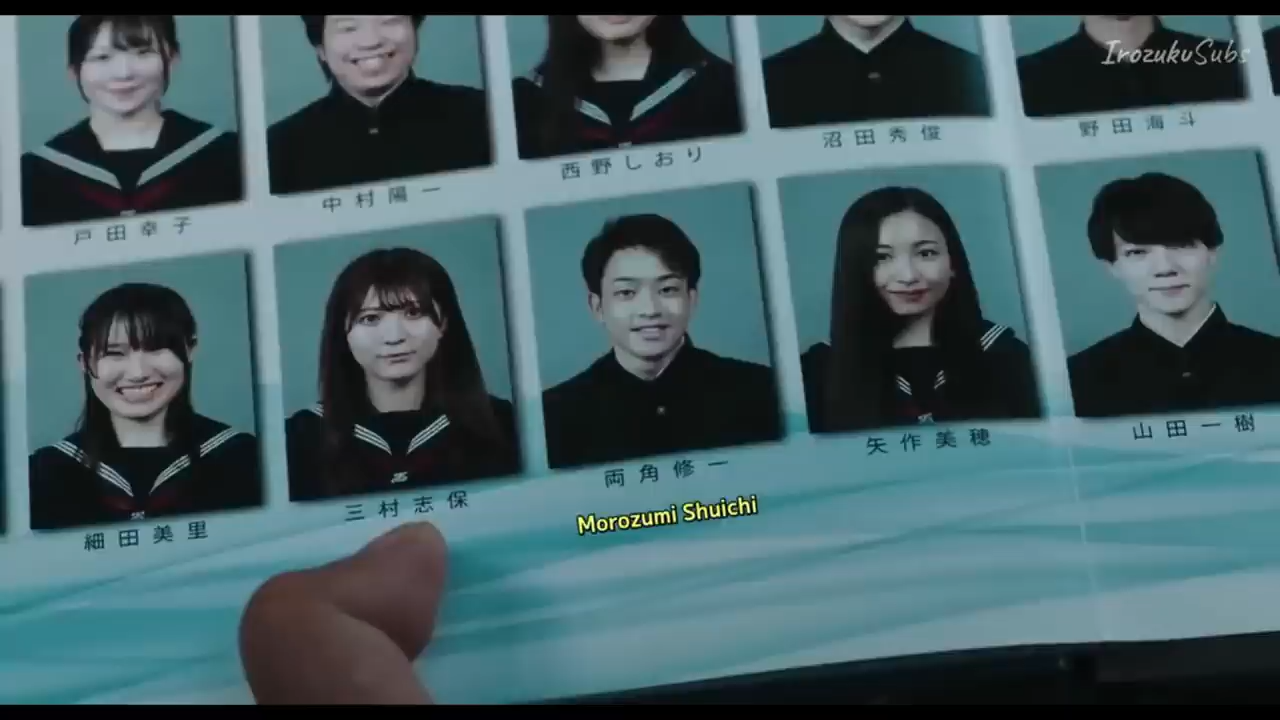 IrozukuSubs
戸田幸子
中村陽一
西野しおり
沼田秀俊
野田海斗
細田美里
三村志保
両角修一
矢作美穂
山田一樹
Morozumi Shuichi